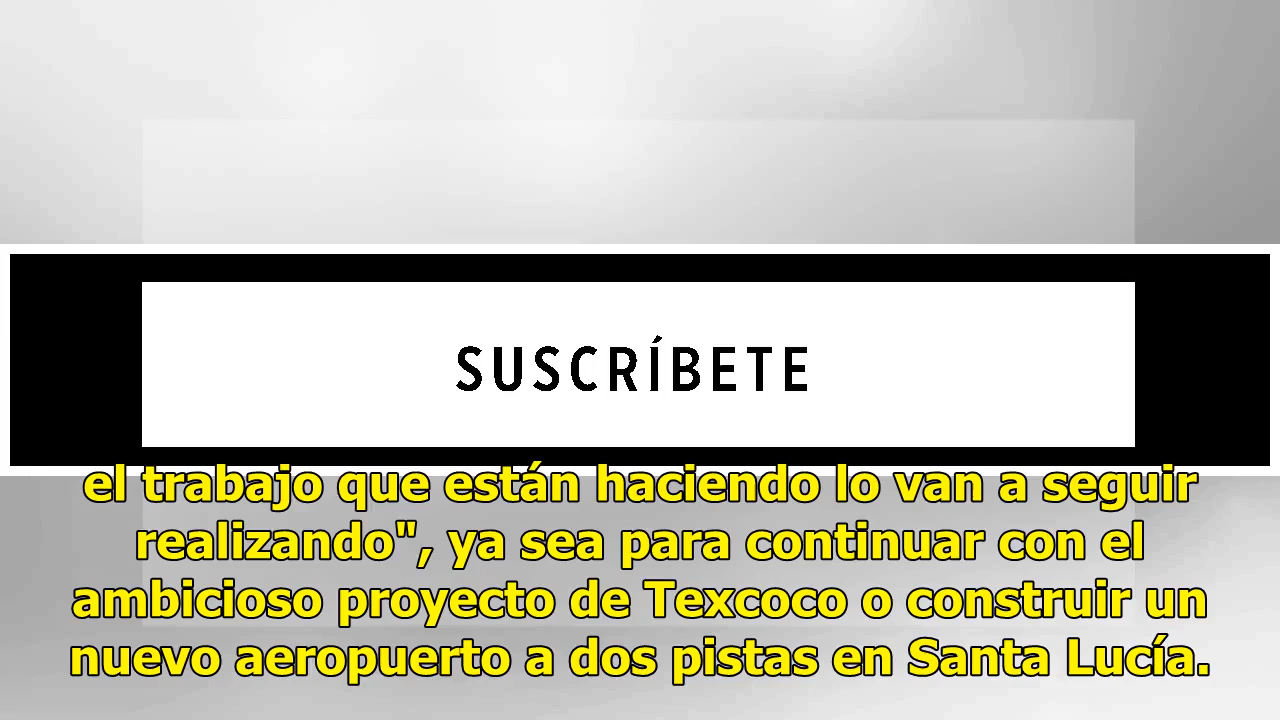 SUSCRÍBETE
el trabajo que están haciendo lo van a seguir
realizando", ya sea para continuar con el
ambicioso proyecto de Texcoco o construir un
nuevo aeropuerto a dos pistas en Santa Lucía.